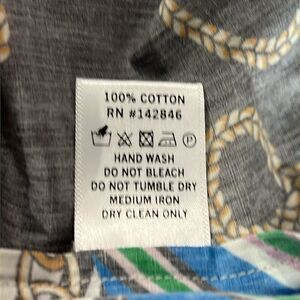 100% COTTON
RN #142846
P
HAND WASH
DO NOT BLEACH
DO NOT TUMBLE DRY
MEDIUM IRON
DRY CLEAN ONLY